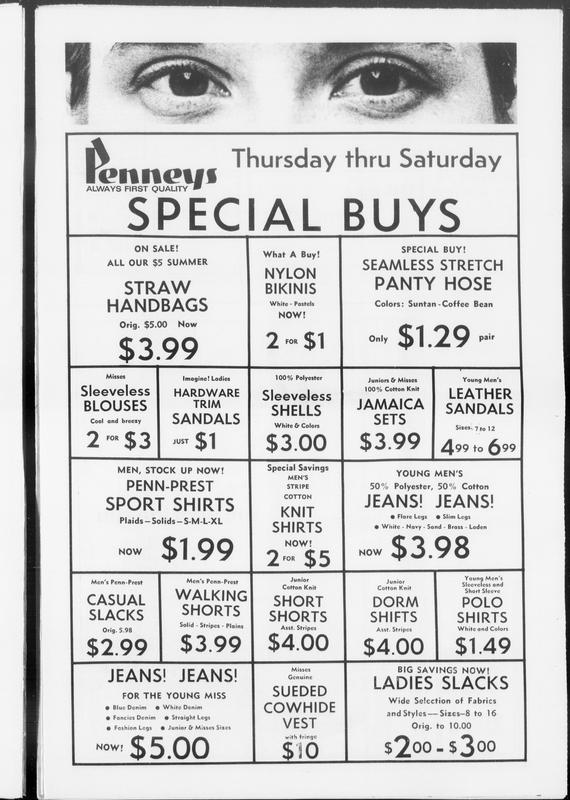 Penneys
ALWAYS FIRST QUALITY
Thursday thru Saturday
SPECIAL BUYS
ON SALE!
ALL OUR $5 SUMMER
STRAW
HANDBAGS
Orig. $5.00 Now
$3.99
What A Buy!
NYLON
BIKINIS
White - Pastels
NOW!
2 FOR $1
SPECIAL BUY!
SEAMLESS STRETCH
PANTY HOSE
Colors: Suntan - Coffee Bean
Only $1.29 pair
Misses
Sleeveless
BLOUSES
Cool and breezy
2 FOR $3
Imagine! Ladies
HARDWARE
TRIM
SANDALS
JUST $1
100% Polyester
Sleeveless
SHELLS
White & Colors
$3.00
Juniors & Misses
100% Cotton Knit
JAMAICA
SETS
$3.99
Young Men's
LEATHER
SANDALS
Sizes 7 to 12
4.99 to 6.99
MEN, STOCK UP NOW!
PENN-PREST
SPORT SHIRTS
Plaids—Solids—S-M-L-XL
NOW $1.99
Special Savings
MEN'S
STRIPE
COTTON
KNIT
SHIRTS
NOW!
2 FOR $5
YOUNG MEN'S
50% Polyester, 50% Cotton
JEANS! JEANS!
● Flare Legs ● Slim Legs
● White - Navy - Sand - Brass - Loden
NOW $3.98
Men's Penn-Prest
CASUAL
SLACKS
Orig. 5.98
$2.99
Men's Penn-Prest
WALKING
SHORTS
Solid - Stripes - Plains
$3.99
Junior
Cotton Knit
SHORT
SHORTS
Asst. Stripes
$4.00
Junior
Cotton Knit
DORM
SHIFTS
Asst. Stripes
$4.00
Young Men's
Sleeveless and
Short Sleeve
POLO
SHIRTS
White and Colors
$1.49
JEANS! JEANS!
FOR THE YOUNG MISS
● Blue Denim ● White Denim
● Fancies Denim ● Straight Legs
● Fashion Legs ● Junior & Misses Sizes
NOW! $5.00
Misses
Genuine
SUEDED
COWHIDE
VEST
with fringe
$10
BIG SAVINGS NOW!
LADIES SLACKS
Wide Selection of Fabrics
and Styles—Sizes—8 to 16
Orig. to 10.00
$2.00 - $3.00